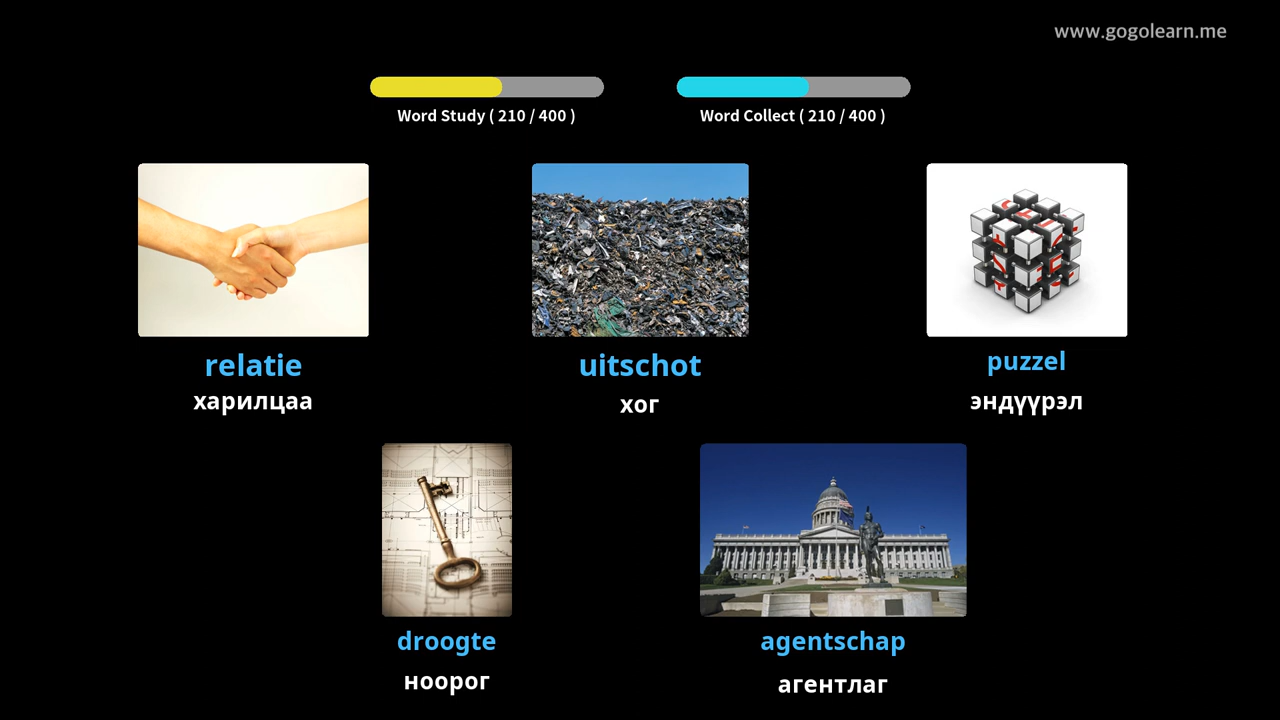 www.gogolearn.me
Word Study ( 210 / 400 )
Word Collect ( 210 / 400 )
relatie
харилцаа
uitschot
хог
puzzel
эндүүрэл
droogte
ноорог
agentschap
агентлаг